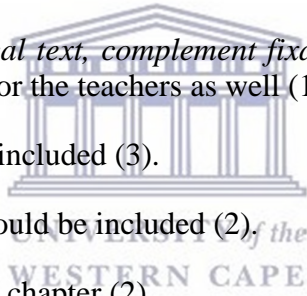 al text, complement fixa
or the teachers as well (1
included (3).
ould be included (2).
UNIVERSITY of the
WESTERN CAPE
chapter (2)